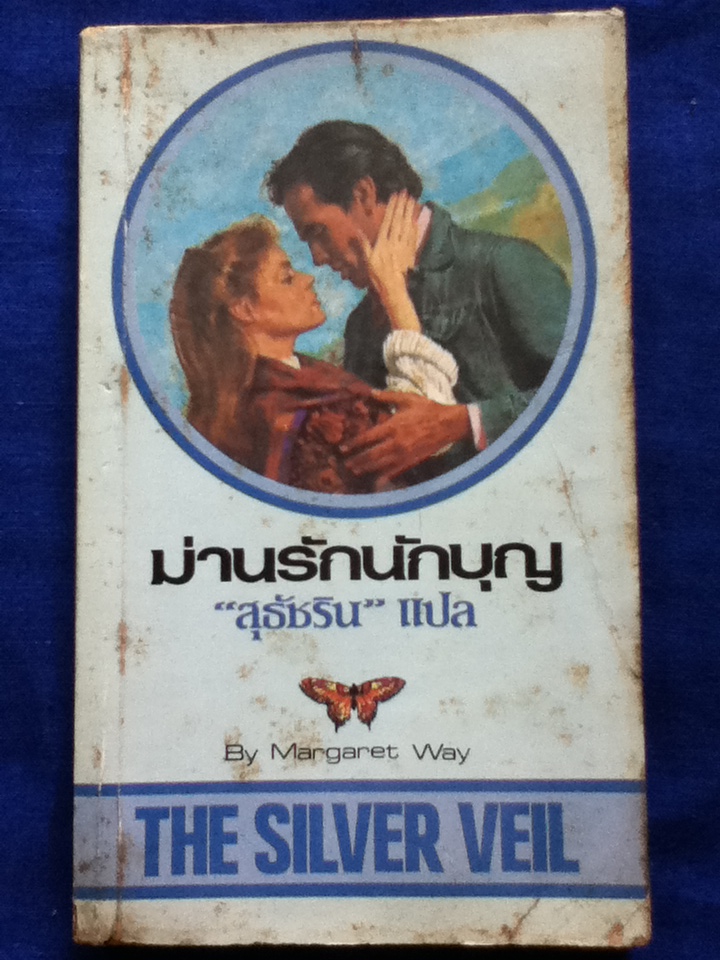 ม่านรักนักบุญ
“สุธัชริน” แปล
By Margaret Way
THE SILVER VEIL